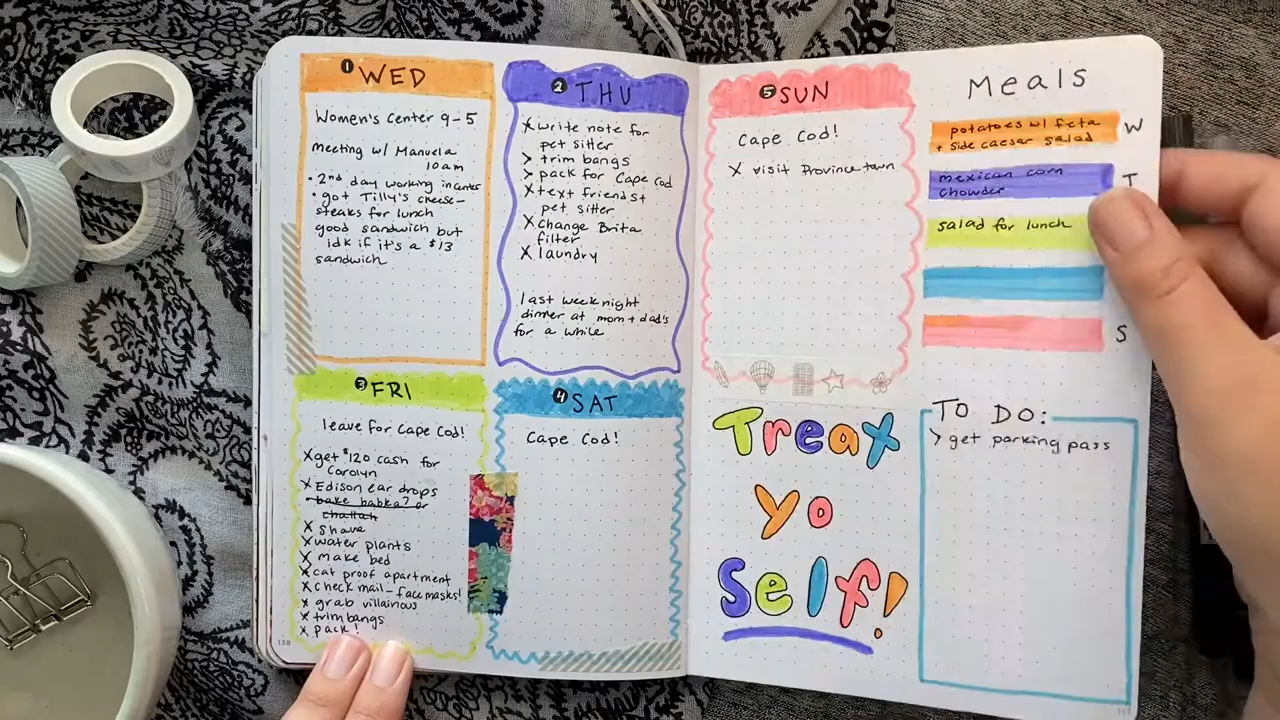 1 WED
Women's Center 9-5
meeting w/ Manuela
10am
• 2nd day working in center
• got Tilly's cheese-
steaks for lunch
good sandwich but
idk if it's a $13
sandwich
2 THU
X write note for
pet sitter
> trim bangs
> pack for Cape Cod
X text friend st
pet sitter
X change Brita
filter
X laundry
last weeknight
dinner at mom + dad's
for a while
3 FRI
leave for Cape Cod!
X get $120 cash for
Carolyn
X Edison ear drops
bake babka? or
challah
X shave
X water plants
X make bed
X cat proof apartment
X check mail - face masks!
X grab villainous
X trim bangs
X pack!
138
4 SAT
Cape Cod!
5 SUN
Cape Cod!
X visit Provincetown
Treat
yo
Self!
Meals
potatoes w/ feta W
+ side caesar salad
mexican corn T
chowder
salad for lunch
S
TO DO:
> get parking pass